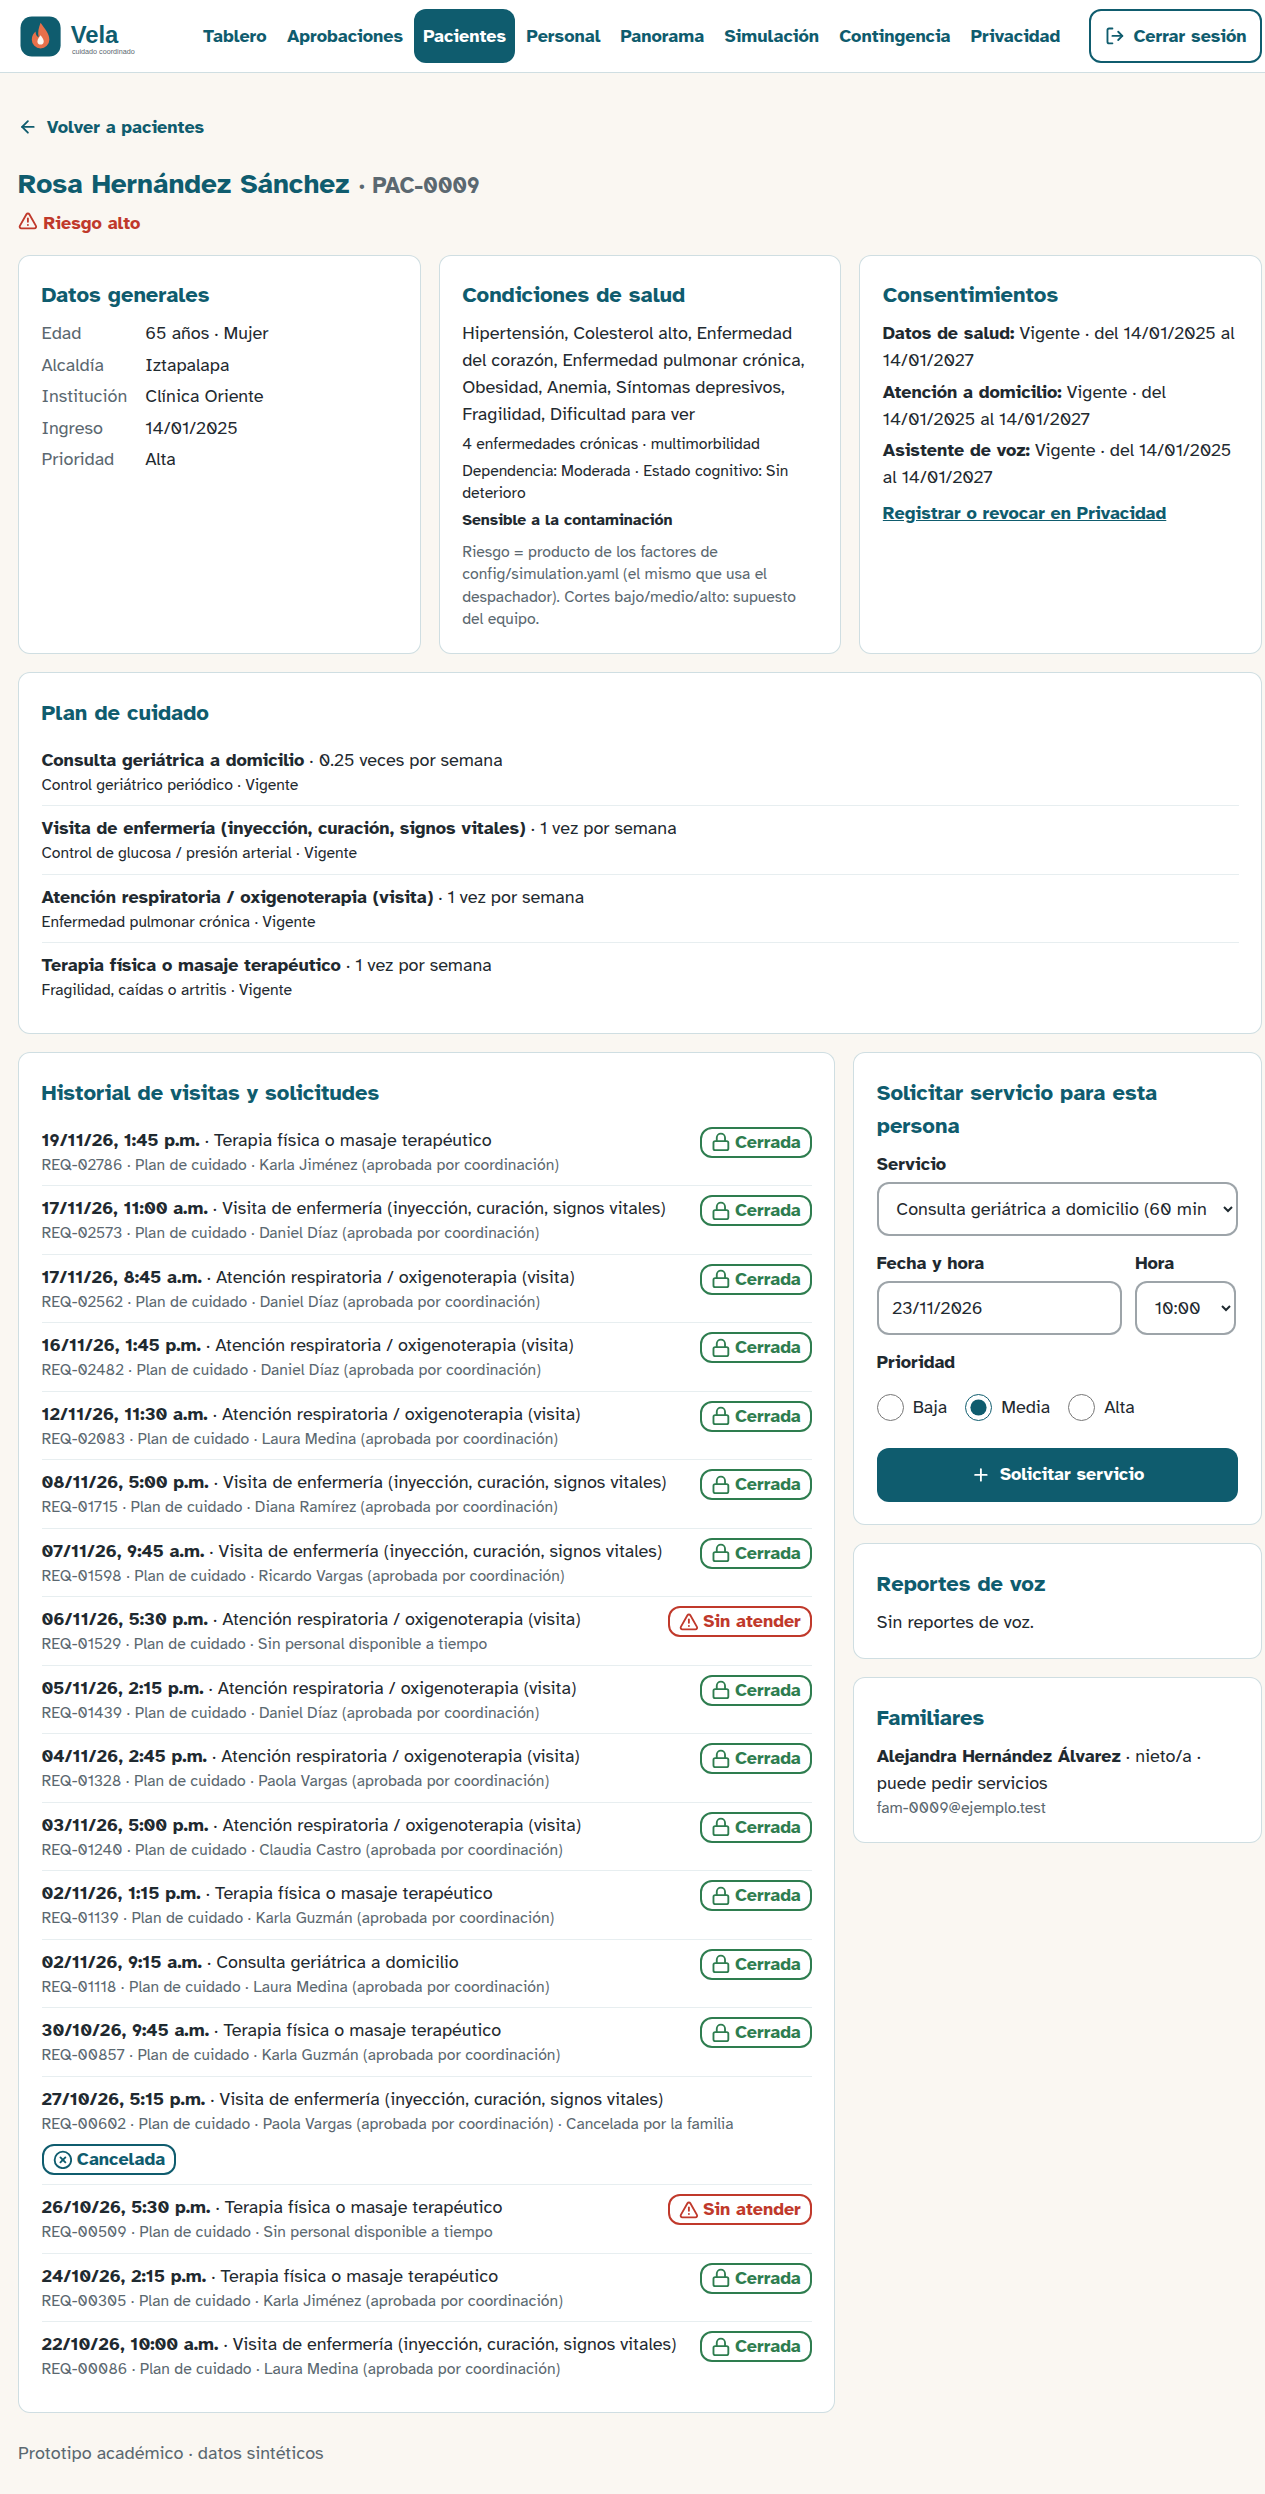 Vela
cuidado coordinado
Tablero
Aprobaciones
Pacientes
Personal
Panorama
Simulación
Contingencia
Privacidad
Cerrar sesión
Volver a pacientes
Rosa Hernández Sánchez · PAC-0009
Riesgo alto
Datos generales
Edad 65 años · Mujer
Alcaldía Iztapalapa
Institución Clínica Oriente
Ingreso 14/01/2025
Prioridad Alta
Condiciones de salud
Hipertensión, Colesterol alto, Enfermedad
del corazón, Enfermedad pulmonar crónica,
Obesidad, Anemia, Síntomas depresivos,
Fragilidad, Dificultad para ver
4 enfermedades crónicas · multimorbilidad
Dependencia: Moderada · Estado cognitivo: Sin
deterioro
Sensible a la contaminación
Riesgo = producto de los factores de
config/simulation.yaml (el mismo que usa el
despachador). Cortes bajo/medio/alto: supuesto
del equipo.
Consentimientos
Datos de salud: Vigente · del 14/01/2025 al
14/01/2027
Atención a domicilio: Vigente · del
14/01/2025 al 14/01/2027
Asistente de voz: Vigente · del 14/01/2025
al 14/01/2027
Registrar o revocar en Privacidad
Plan de cuidado
Consulta geriátrica a domicilio · 0.25 veces por semana
Control geriátrico periódico · Vigente
Visita de enfermería (inyección, curación, signos vitales) · 1 vez por semana
Control de glucosa / presión arterial · Vigente
Atención respiratoria / oxigenoterapia (visita) · 1 vez por semana
Enfermedad pulmonar crónica · Vigente
Terapia física o masaje terapéutico · 1 vez por semana
Fragilidad, caídas o artritis · Vigente
Historial de visitas y solicitudes
19/11/26, 1:45 p.m. · Terapia física o masaje terapéutico
REQ-02786 · Plan de cuidado · Karla Jiménez (aprobada por coordinación)
Cerrada
17/11/26, 11:00 a.m. · Visita de enfermería (inyección, curación, signos vitales)
REQ-02573 · Plan de cuidado · Daniel Díaz (aprobada por coordinación)
Cerrada
17/11/26, 8:45 a.m. · Atención respiratoria / oxigenoterapia (visita)
REQ-02562 · Plan de cuidado · Daniel Díaz (aprobada por coordinación)
Cerrada
16/11/26, 1:45 p.m. · Atención respiratoria / oxigenoterapia (visita)
REQ-02482 · Plan de cuidado · Daniel Díaz (aprobada por coordinación)
Cerrada
12/11/26, 11:30 a.m. · Atención respiratoria / oxigenoterapia (visita)
REQ-02083 · Plan de cuidado · Laura Medina (aprobada por coordinación)
Cerrada
08/11/26, 5:00 p.m. · Visita de enfermería (inyección, curación, signos vitales)
REQ-01715 · Plan de cuidado · Diana Ramírez (aprobada por coordinación)
Cerrada
07/11/26, 9:45 a.m. · Visita de enfermería (inyección, curación, signos vitales)
REQ-01598 · Plan de cuidado · Ricardo Vargas (aprobada por coordinación)
Cerrada
06/11/26, 5:30 p.m. · Atención respiratoria / oxigenoterapia (visita)
REQ-01529 · Plan de cuidado · Sin personal disponible a tiempo
Sin atender
05/11/26, 2:15 p.m. · Atención respiratoria / oxigenoterapia (visita)
REQ-01439 · Plan de cuidado · Daniel Díaz (aprobada por coordinación)
Cerrada
04/11/26, 2:45 p.m. · Atención respiratoria / oxigenoterapia (visita)
REQ-01328 · Plan de cuidado · Paola Vargas (aprobada por coordinación)
Cerrada
03/11/26, 5:00 p.m. · Atención respiratoria / oxigenoterapia (visita)
REQ-01240 · Plan de cuidado · Claudia Castro (aprobada por coordinación)
Cerrada
02/11/26, 1:15 p.m. · Terapia física o masaje terapéutico
REQ-01139 · Plan de cuidado · Karla Guzmán (aprobada por coordinación)
Cerrada
02/11/26, 9:15 a.m. · Consulta geriátrica a domicilio
REQ-01118 · Plan de cuidado · Laura Medina (aprobada por coordinación)
Cerrada
30/10/26, 9:45 a.m. · Terapia física o masaje terapéutico
REQ-00857 · Plan de cuidado · Karla Guzmán (aprobada por coordinación)
Cerrada
27/10/26, 5:15 p.m. · Visita de enfermería (inyección, curación, signos vitales)
REQ-00602 · Plan de cuidado · Paola Vargas (aprobada por coordinación) · Cancelada por la familia
Cancelada
26/10/26, 5:30 p.m. · Terapia física o masaje terapéutico
REQ-00509 · Plan de cuidado · Sin personal disponible a tiempo
Sin atender
24/10/26, 2:15 p.m. · Terapia física o masaje terapéutico
REQ-00305 · Plan de cuidado · Karla Jiménez (aprobada por coordinación)
Cerrada
22/10/26, 10:00 a.m. · Visita de enfermería (inyección, curación, signos vitales)
REQ-00086 · Plan de cuidado · Laura Medina (aprobada por coordinación)
Cerrada
Solicitar servicio para esta
persona
Servicio
Consulta geriátrica a domicilio (60 min
Fecha y hora
Hora
23/11/2026
10:00
Prioridad
Baja
Media
Alta
Solicitar servicio
Reportes de voz
Sin reportes de voz.
Familiares
Alejandra Hernández Álvarez · nieto/a ·
puede pedir servicios
fam-0009@ejemplo.test
Prototipo académico · datos sintéticos